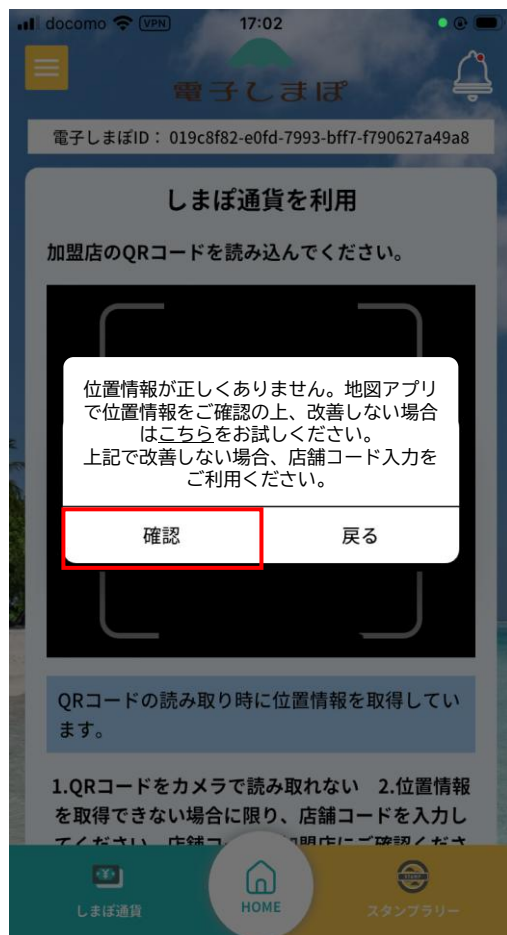 docomo VPN 17:02
電子しまぽ
電子しまぽID： 019c8f82-e0fd-7993-bff7-f790627a49a8
しまぽ通貨を利用
加盟店のQRコードを読み込んでください。
位置情報が正しくありません。地図アプリ
で位置情報をご確認の上、改善しない場合
はこちらをお試しください。
上記で改善しない場合、店舗コード入力を
ご利用ください。
確認 戻る
QRコードの読み取り時に位置情報を取得してい
ます。
1.QRコードをカメラで読み取れない 2.位置情報
を取得できない場合に限り、店舗コードを入力し
てください
しまぽ通貨 HOME スタンプラリー